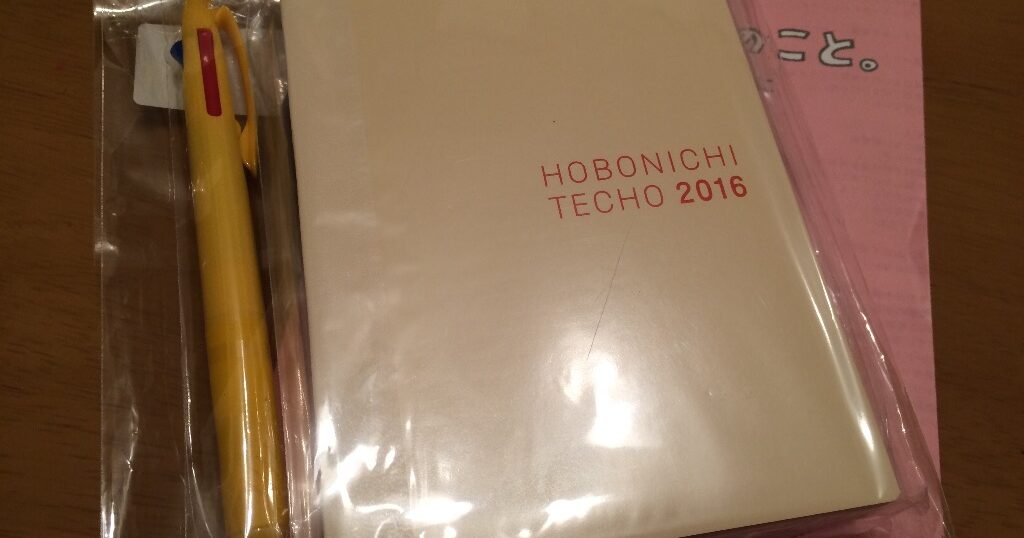 のこと。
HOBONICHI
TECHO 2016